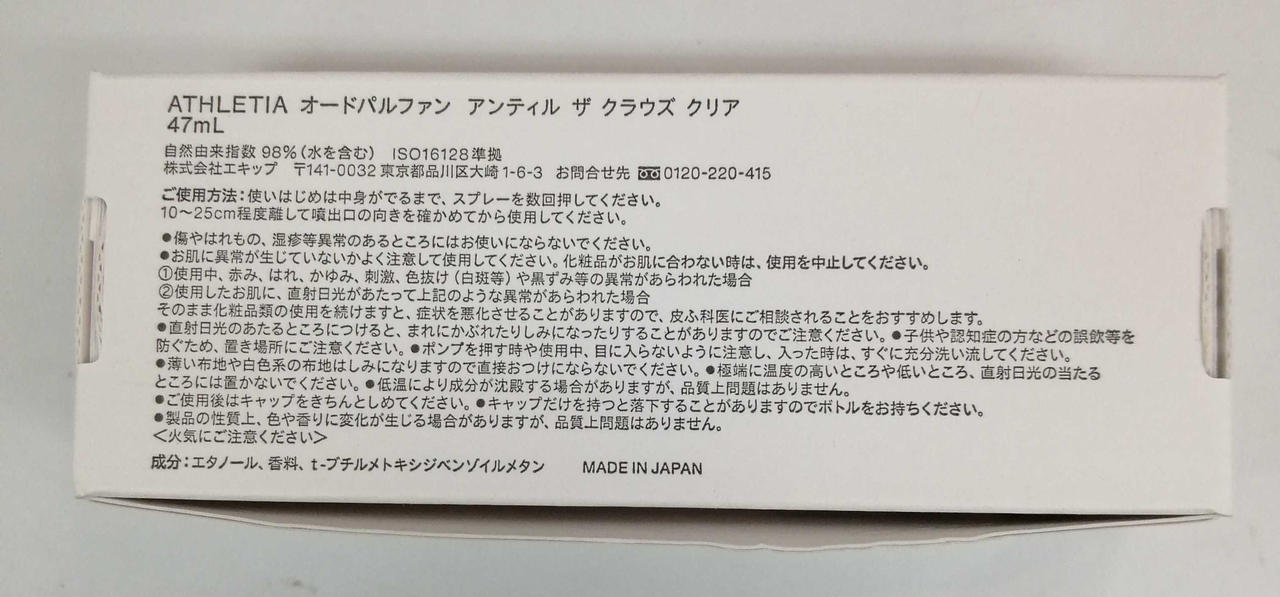 ATHLETIA オードパルファン アンティル ザ クラウズ クリア
47mL
自然由来指数 98%(水を含む) ISO16128準拠
株式会社エキップ 〒141-0032 東京都品川区大崎1-6-3 お問合せ先 0120-220-415
ご使用方法:使いはじめは中身がでるまで、スプレーを数回押してください。
10~25cm程度離して噴出口の向きを確かめてから使用してください。
●傷やはれもの、湿疹等異常のあるところにはお使いにならないでください。
●お肌に異常が生じていないかよく注意して使用してください。化粧品がお肌に合わない時は、使用を中止してください。
①使用中、赤み、はれ、かゆみ、刺激、色抜け(白斑等)や黒ずみ等の異常があらわれた場合
②使用したお肌に、直射日光があたって上記のような異常があらわれた場合
そのまま化粧品類の使用を続けますと、症状を悪化させることがありますので、皮ふ科医にご相談されることをおすすめします。
●直射日光のあたるところにつけると、まれにかぶれたりしみになったりすることがありますのでご注意ください。●子供や認知症の方などの誤飲等を
防ぐため、置き場所にご注意ください。●ポンプを押す時や使用中、目に入らないように注意し、入った時は、すぐに充分洗い流してください。
●薄い布地や白色系の布地はしみになりますので直接おつけにならないでください。●極端に温度の高いところや低いところ、直射日光の当たる
ところには置かないでください。●低温により成分が沈殿する場合がありますが、品質上問題はありません。
●ご使用後はキャップをきちんとしめてください。●キャップだけを持つと落下することがありますのでボトルをお持ちください。
●製品の性質上、色や香りに変化が生じる場合がありますが、品質上問題はありません。
<火気にご注意ください>
成分:エタノール、香料、t-ブチルメトキシジベンゾイルメタン MADE IN JAPAN